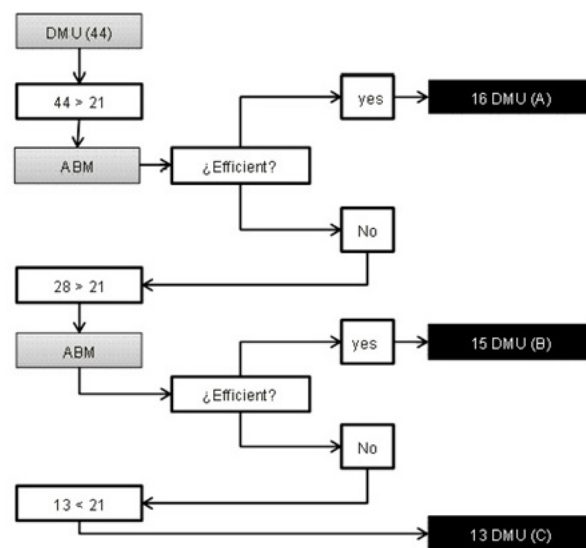 DMU (44)
44 > 21
yes
16 DMU (A)
ABM
¿Efficient?
No
28 > 21
ABM
yes
15 DMU (B)
¿Efficient?
No
13 < 21
13 DMU (C)